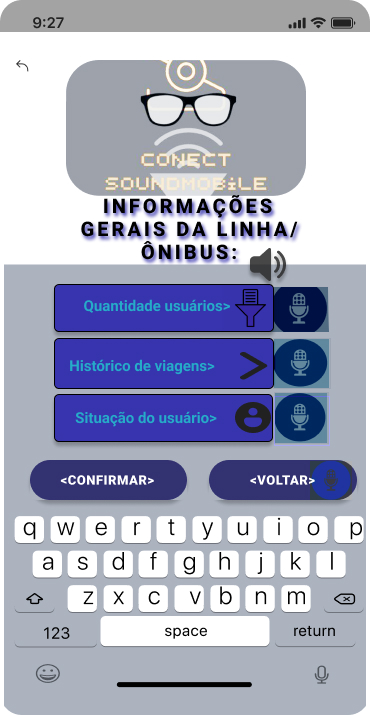 9:27
CONECT
SOUNDMOBILE
INFORMAÇÕES
GERAIS DA LINHA/
ÔNIBUS:
Quantidade usuários>
Histórico de viagens>
Situação do usuário>
<CONFIRMAR> <VOLTAR>
q w e r t y u i o p
a s d f g h j k l
z x c v b n m
123 space return